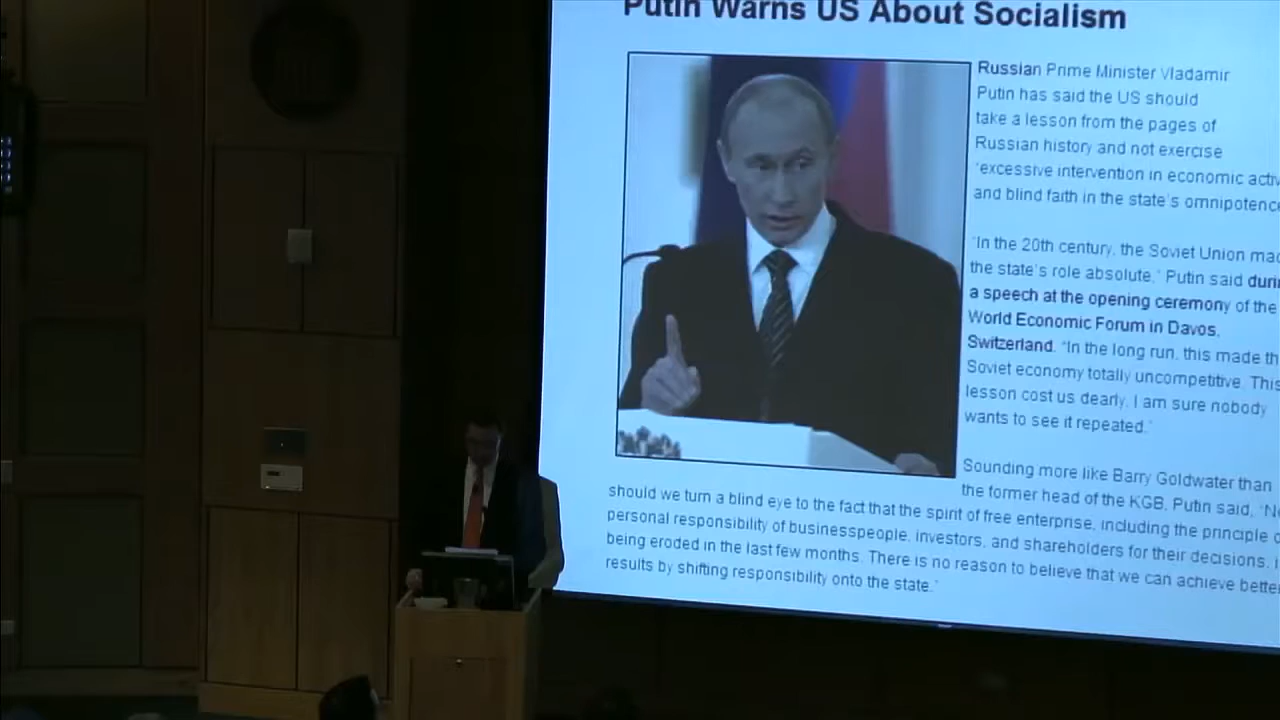 Putin Warns US About Socialism
Russian Prime Minister Vladamir
Putin has said the US should
take a lesson from the pages of
Russian history and not exercise
"excessive intervention in economic activ
and blind faith in the state's omnipotence
"In the 20th century, the Soviet Union mad
the state's role absolute," Putin said duri
a speech at the opening ceremony of the
World Economic Forum in Davos,
Switzerland. "In the long run, this made th
Soviet economy totally uncompetitive. This
lesson cost us dearly. I am sure nobody
wants to see it repeated."
Sounding more like Barry Goldwater than
the former head of the KGB, Putin said, "N
should we turn a blind eye to the fact that the spirit of free enterprise, including the principle o
personal responsibility of businesspeople, investors, and shareholders for their decisions, i
being eroded in the last few months. There is no reason to believe that we can achieve bette
results by shifting responsibility onto the state."